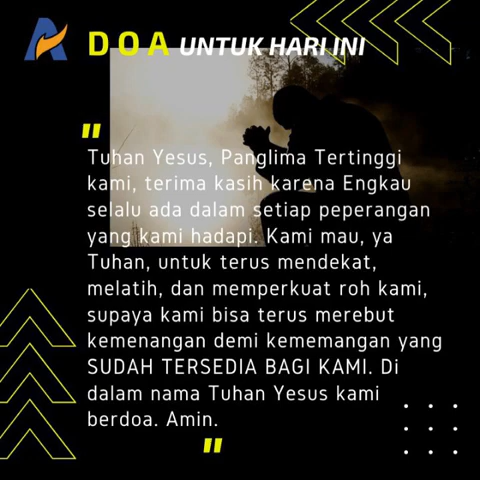 DOA UNTUK HARI INI
"
Tuhan Yesus, Panglima Tertinggi
kami, terima kasih karena Engkau
selalu ada dalam setiap peperangan
yang kami hadapi. Kami mau, ya
Tuhan, untuk terus mendekat,
melatih, dan memperkuat roh kami,
supaya kami bisa terus merebut
kemenangan demi kememangan yang
SUDAH TERSEDIA BAGI KAMI. Di
dalam nama Tuhan Yesus kami
berdoa. Amin.
"